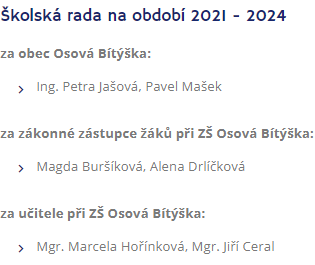 Školská rada na období 2021 - 2024
za obec Osová Bítýška:
Ing. Petra Jašová, Pavel Mašek
za zákonné zástupce žáků při ZŠ Osová Bítýška:
Magda Buršíková, Alena Drlíčková
za učitele při ZŠ Osová Bítýška:
Mgr. Marcela Hořínková, Mgr. Jiří Ceral